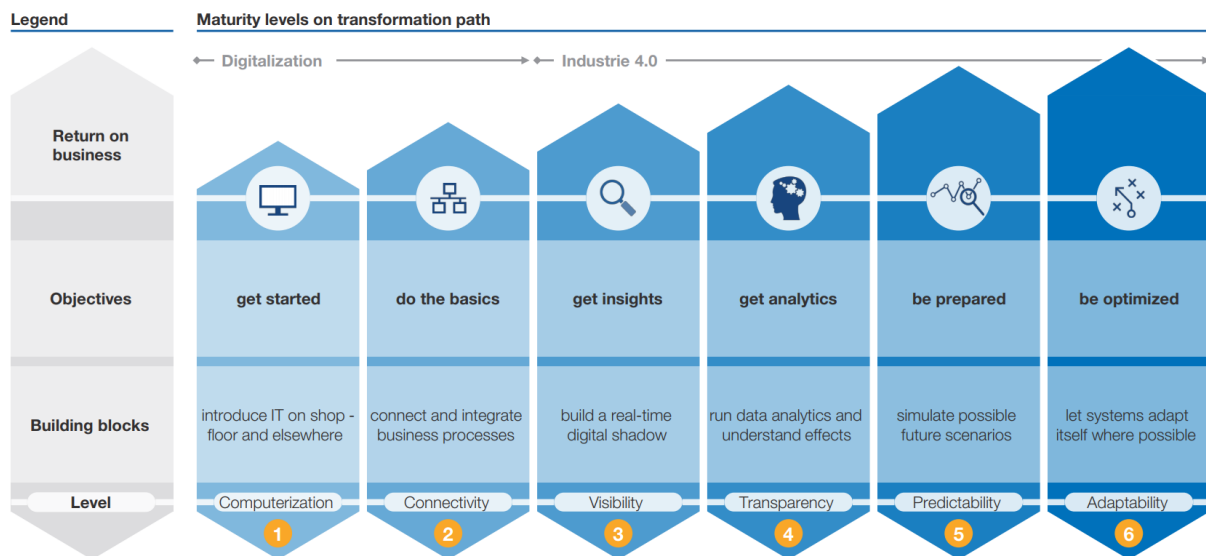 Legend
Maturity levels on transformation path
Digitalization
Industrie 4.0
Return on
business
Objectives
get started
do the basics
get insights
get analytics
be prepared
be optimized
Building blocks
introduce IT on shop -
floor and elsewhere
connect and integrate
business processes
build a real-time
digital shadow
run data analytics and
understand effects
simulate possible
future scenarios
let systems adapt
itself where possible
Level
Computerization
Connectivity
Visibility
Transparency
Predictability
Adaptability
1
2
3
4
5
6